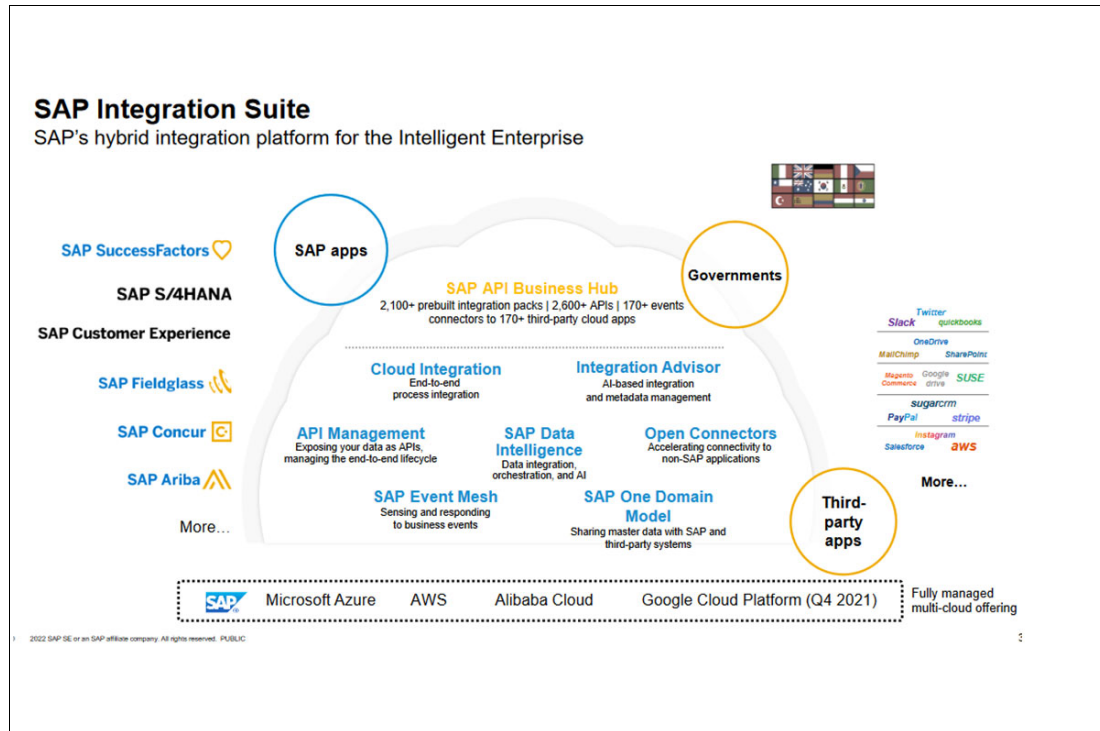 SAP Integration Suite
SAP's hybrid integration platform for the Intelligent Enterprise
SAP SuccessFactors
SAP S/4HANA
SAP Customer Experience
SAP Fieldglass
SAP Concur
SAP Ariba
More...
SAP apps
Governments
SAP API Business Hub
2,100+ prebuilt integration packs | 2,600+ APIs | 170+ events
connectors to 170+ third-party cloud apps
Cloud Integration
End-to-end
process integration
Integration Advisor
AI-based integration
and metadata management
API Management
Exposing your data as APIs,
managing the end-to-end lifecycle
SAP Data
Intelligence
Data integration,
orchestration, and AI
Open Connectors
Accelerating connectivity to
non-SAP applications
SAP Event Mesh
Sensing and responding
to business events
SAP One Domain
Model
Sharing master data with SAP and
third-party systems
Third-
party
apps
Twitter
Slack quickbooks
OneDrive
MailChimp SharePoint
Magento
Commerce
Google
drive
SUSE
sugarcrm
PayPal stripe
Instagram
Salesforce aws
More...
SAP Microsoft Azure AWS Alibaba Cloud Google Cloud Platform (Q4 2021)
Fully managed
multi-cloud offering
2022 SAP SE or an SAP affiliate company. All rights reserved. PUBLIC